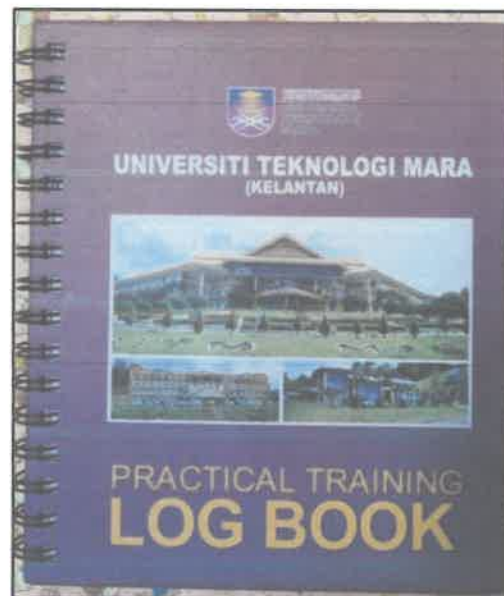 UNIVERSITI TEKNOLOGI MARA
(KELANTAN)
PRACTICAL TRAINING
LOG BOOK